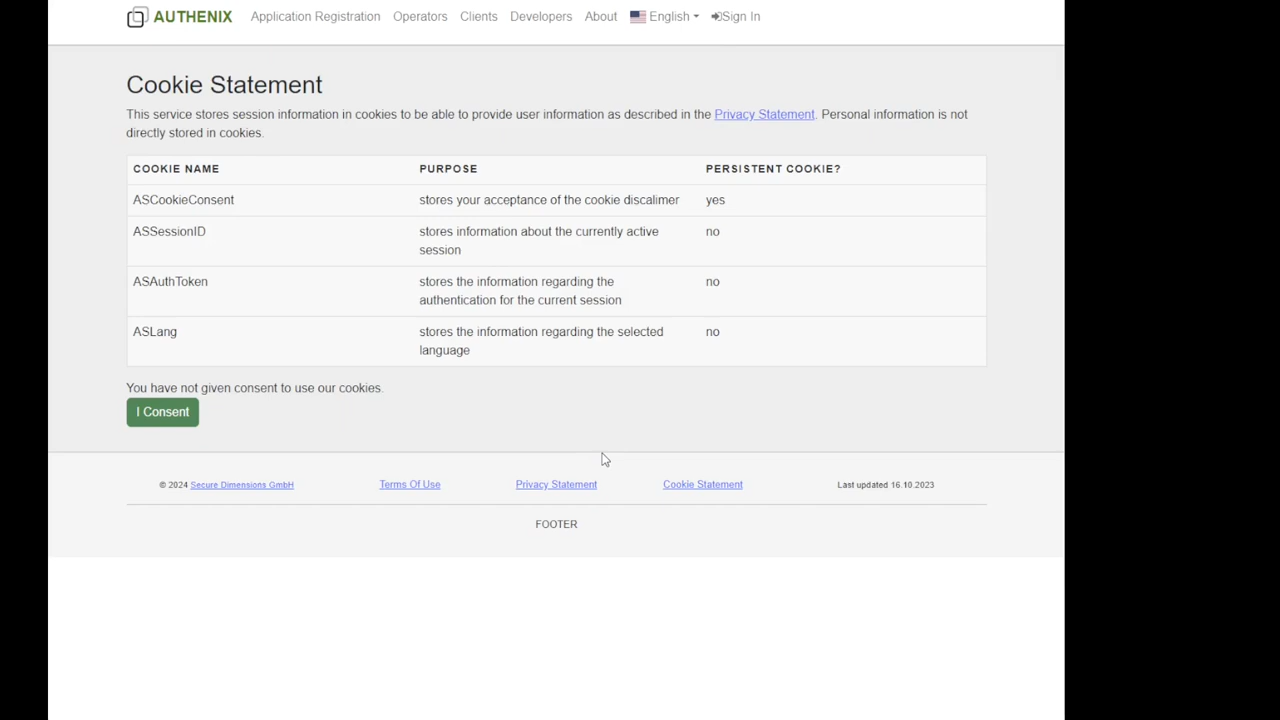 AUTHENIX Application Registration Operators Clients Developers About English Sign In
Cookie Statement
This service stores session information in cookies to be able to provide user information as described in the Privacy Statement. Personal information is not
directly stored in cookies.
COOKIE NAME PURPOSE PERSISTENT COOKIE?
ASCookieConsent stores your acceptance of the cookie discalimer yes
ASSessionID stores information about the currently active no
session
ASAuthToken stores the information regarding the no
authentication for the current session
ASLang stores the information regarding the selected no
language
You have not given consent to use our cookies.
I Consent
© 2024 Secure Dimensions GmbH Terms Of Use Privacy Statement Cookie Statement Last updated 16.10.2023
FOOTER